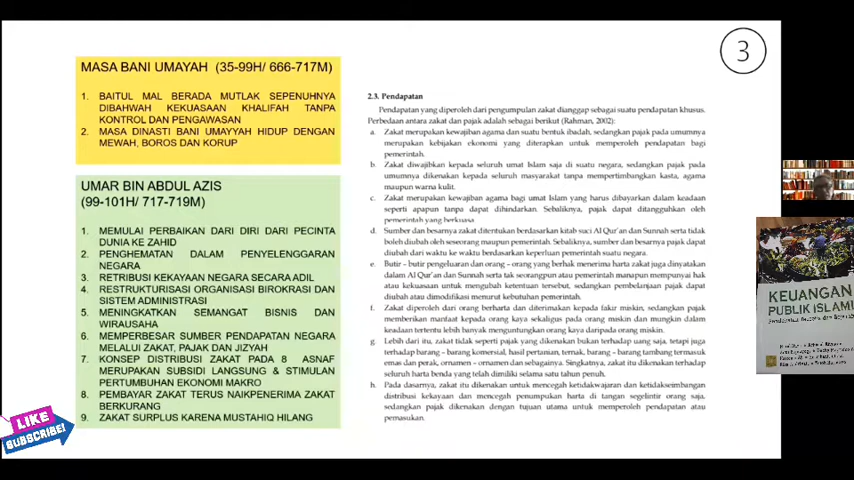 3
MASA BANI UMAYAH (35-99H/ 666-717M)
1. BAITUL MAL BERADA MUTLAK SEPENUHNYA
DIBAWAH KEKUASAAN KHALIFAH TANPA
KONTROL DAN PENGAWASAN
2. MASA DINASTI BANI UMAYYAH HIDUP DENGAN
MEWAH, BOROS DAN KORUP
UMAR BIN ABDUL AZIS
(99-101H/ 717-719M)
1. MEMULAI PERBAIKAN DARI DIRI DARI PECINTA
DUNIA KE ZAHID
2. PENGHEMATAN DALAM PENYELENGGARAN
NEGARA
3. RETRIBUSI KEKAYAAN NEGARA SECARA ADIL
4. RESTRUKTURISASI ORGANISASI BIROKRASI DAN
SISTEM ADMINISTRASI
5. MENINGKATKAN SEMANGAT BISNIS DAN
WIRAUSAHA
6. MEMPERBESAR SUMBER PENDAPATAN NEGARA
MELALUI ZAKAT, PAJAK DAN JIZYAH
7. KONSEP DISTRIBUSI ZAKAT PADA 8 ASNAF
MERUPAKAN SUBSIDI LANGSUNG & STIMULAN
PERTUMBUHAN EKONOMI MAKRO
8. PEMBAYAR ZAKAT TERUS NAIKPENERIMA ZAKAT
BERKURANG
9. ZAKAT SURPLUS KARENA MUSTAHIQ HILANG
2.3. Pendapatan
Pendapatan yang diperoleh dari pengumpulan zakat dianggap sebagai suatu pendapatan khusus.
Perbedaan antara zakat dan pajak adalah sebagai berikut (Rahman, 2002):
a. Zakat merupakan kewajiban agama dan suatu bentuk ibadah, sedangkan pajak pada umumnya
merupakan kebijakan ekonomi yang diterapkan untuk memperoleh pendapatan bagi
pemerintah.
b. Zakat diwajibkan kepada seluruh umat Islam saja di suatu negara, sedangkan pajak pada
umumnya dikenakan kepada seluruh masyarakat tanpa mempertimbangkan kasta, agama
maupun warna kulit.
c. Zakat merupakan kewajiban agama bagi umat Islam yang harus dibayarkan dalam keadaan
seperti apapun tanpa dapat dihindarkan. Sebaliknya, pajak dapat ditangguhkan oleh
pemerintah yang berkuasa
d. Sumber dan besarnya zakat ditentukan berdasarkan kitab suci Al Qur'an dan Sunnah serta tidak
boleh diubah oleh seseorang maupun pemerintah. Sebaliknya, sumber dan besarnya pajak dapat
diubah dari waktu ke waktu berdasarkan keperluan pemerintah suatu negara.
e. Butir - butir pengeluaran dan orang - orang yang berhak menerima harta zakat juga dinyatakan
dalam Al Qur'an dan Sunnah serta tak seorangpun atau pemerintah manapun mempunyai hak
atau kekuasaan untuk mengubah ketentuan tersebut, sedangkan pembelanjaan pajak dapat
diubah atau dimodifikasi menurut kebutuhan pemerintah.
f. Zakat diperoleh dari orang berharta dan diterimakan kepada fakir miskin, sedangkan pajak
memberikan manfaat kepada orang kaya sekaligus pada orang miskin dan mungkin dalam
keadaan tertentu lebih banyak menguntungkan orang kaya daripada orang miskin.
g. Lebih dari itu, zakat tidak seperti pajak yang dikenakan bukan terhadap uang saja, tetapi juga
terhadap barang - barang komersial, hasil pertanian, ternak, barang - barang tambang termasuk
emas dan perak, ornamen - ornamen dan sebagainya. Singkatnya, zakat itu dikenakan terhadap
seluruh harta benda yang telah dimiliki selama satu tahun penuh.
h. Pada dasarnya, zakat itu dikenakan untuk mencegah ketidakwajaran dan ketidakseimbangan
distribusi kekayaan dan mencegah penumpukan harta di tangan segelintir orang saja,
sedangkan pajak dikenakan dengan tujuan utama untuk memperoleh pendapatan atau
pemasukan.
KEUANGAN
PUBLIK ISLAM
LIKE
SUBSCRIBE!